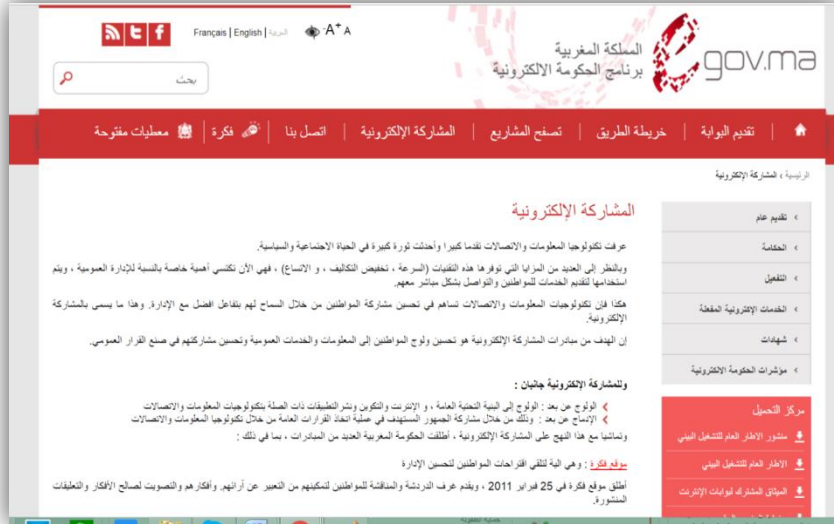 Français | English | العربية
A+ A
المملكة المغربية
برنامج الحكومة الالكترونية
egov.ma
بحث
تقديم البوابة | خريطة الطريق | تصفح المشاريع | المشاركة الإلكترونية | اتصل بنا | فكرة | معطيات مفتوحة
الرئيسية » المشاركة الإلكترونية
تقديم عام
الحكامة
التفعيل
الخدمات الإلكترونية المفعلة
شهادات
مؤشرات الحكومة الالكترونية
مركز التحميل
منشور الاطار العام للتشغيل البيني
الاطار العام للتشغيل البيني
الميثاق المشترك لبوابات الإنترنت
المشاركة الإلكترونية
عرفت تكنولوجيا المعلومات والاتصالات تقدما كبيرا وأحدثت ثورة كبيرة في الحياة الاجتماعية والسياسية.
وبالنظر إلى العديد من المزايا التي توفرها هذه التقنيات (السرعة ، تخفيض التكاليف ، و الاتساع) ، فهي الأن تكتسي أهمية خاصة بالنسبة للإدارة العمومية ، ويتم
استخدامها لتقديم الخدمات للمواطنين والتواصل بشكل مباشر معهم.
هكذا فإن تكنولوجيات المعلومات والاتصالات تساهم في تحسين مشاركة المواطنين من خلال السماح لهم بتفاعل افضل مع الإدارة. وهذا ما يسمى بالمشاركة
الإلكترونية.
إن الهدف من مبادرات المشاركة الإلكترونية هو تحسين ولوج المواطنين إلى المعلومات والخدمات العمومية وتحسين مشاركتهم في صنع القرار العمومي.
وللمشاركة الإلكترونية جانبان :
الولوج عن بعد : الولوج إلى البنية التحتية العامة ، و الإنترنت والتكوين ونشر التطبيقات ذات الصلة بتكنولوجيات المعلومات والاتصالات
الإدماج عن بعد : وذلك من خلال مشاركة الجمهور المستهدف في عملية اتخاذ القرارات العامة من خلال تكنولوجيا المعلومات والاتصالات
وتماشيا مع هذا النهج على المشاركة الإلكترونية ، أطلقت الحكومة المغربية العديد من المبادرات ، بما في ذلك :
موقع فكرة : وهي الية لتلقي اقتراحات المواطنين لتحسين الإدارة
أطلق موقع فكرة في 25 فبراير 2011 ، ويقدم غرف الدردشة والمناقشة للمواطنين لتمكينهم من التعبير عن أرائهم. وأفكارهم والتصويت لصالح الأفكار والتعليقات
المنشورة.